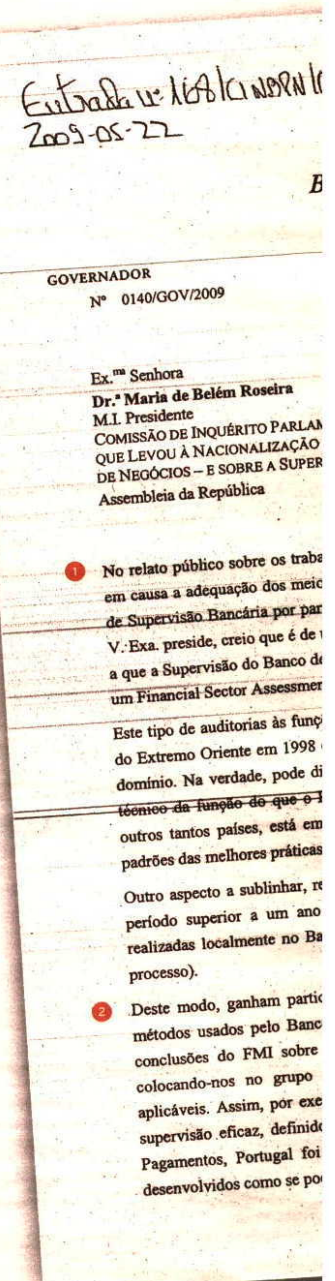 Entrada nº 168/CINBPN/
2009-05-22
B
GOVERNADOR
Nº 0140/GOV/2009
Ex.ma Senhora
Dr.ª Maria de Belém Roseira
M.I. Presidente
COMISSÃO DE INQUÉRITO PARLAM
QUE LEVOU À NACIONALIZAÇÃO
DE NEGÓCIOS – E SOBRE A SUPER
Assembleia da República
1 No relato público sobre os traba
em causa a adequação dos meio
de Supervisão Bancária por par
V. Exa. preside, creio que é de
a que a Supervisão do Banco de
um Financial Sector Assessmen
Este tipo de auditorias às funç
do Extremo Oriente em 1998
domínio. Na verdade, pode di
técnico da função do que o
outros tantos países, está em
padrões das melhores práticas
Outro aspecto a sublinhar, re
período superior a um ano
realizadas localmente no Ba
processo).
2 Deste modo, ganham partic
métodos usados pelo Banc
conclusões do FMI sobre
colocando-nos no grupo
aplicáveis. Assim, por exe
supervisão eficaz, definido
Pagamentos, Portugal foi
desenvolvidos como se po